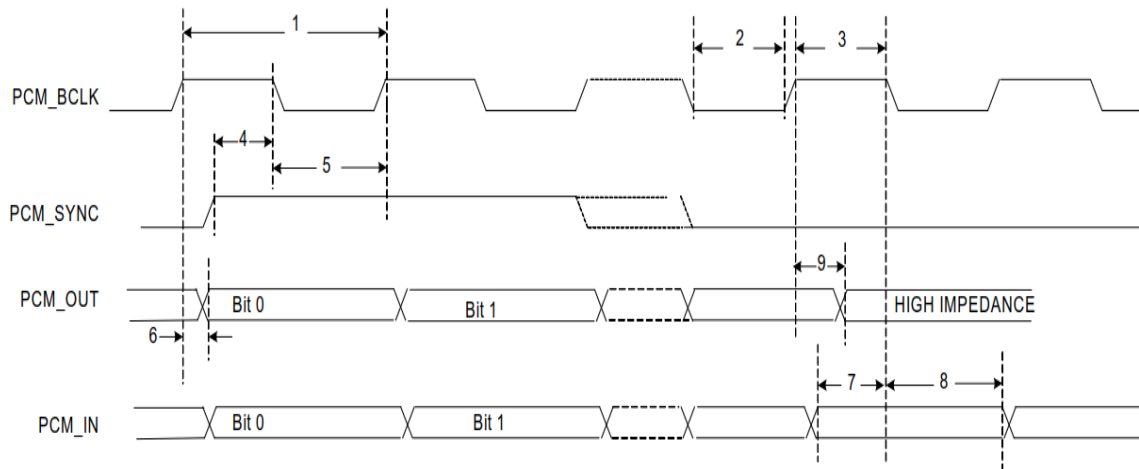 1
2
3
PCM_BCLK
4
5
PCM_SYNC
9
PCM_OUT
Bit 0
Bit 1
HIGH IMPEDANCE
6
7
8
PCM_IN
Bit 0
Bit 1